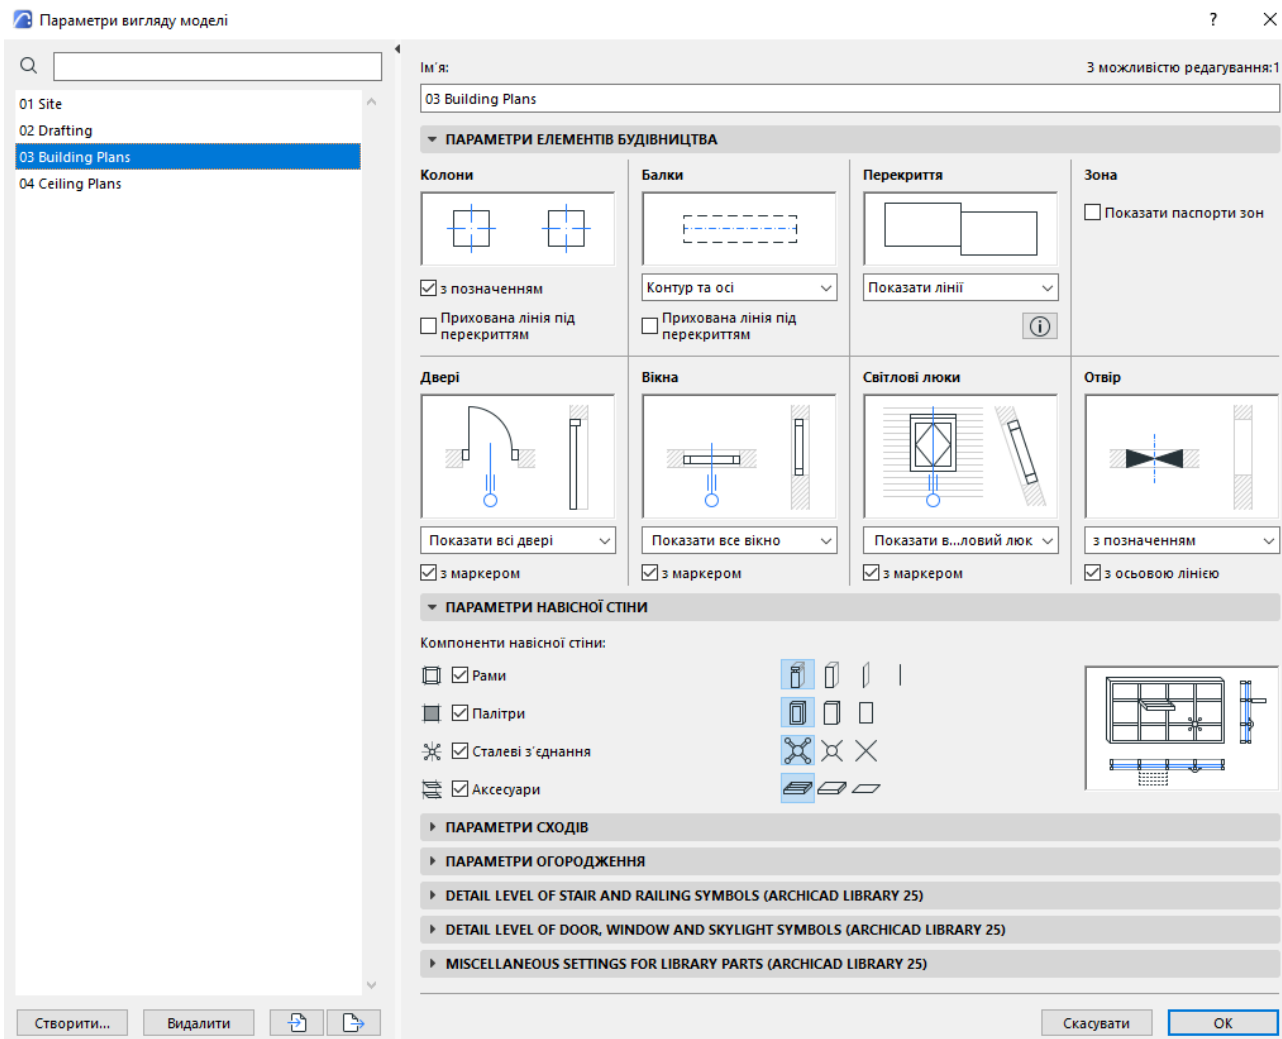 Параметри вигляду моделі
?
Ім'я:
З можливістю редагування:1
01 Site
02 Drafting
03 Building Plans
04 Ceiling Plans
03 Building Plans
ПАРАМЕТРИ ЕЛЕМЕНТІВ БУДІВНИЦТВА
Колони
Балки
Перекриття
Зона
Показати паспорти зон
з позначенням
Контур та осі
Показати лінії
Прихована лінія під
перекриттям
Прихована лінія під
перекриттям
Двері
Вікна
Світлові люки
Отвір
Показати всі двері
Показати все вікно
Показати в...ловий люк
з позначенням
з маркером
з маркером
з маркером
з осьовою лінією
ПАРАМЕТРИ НАВІСНОЇ СТІНИ
Компоненти навісної стіни:
Рами
Палітри
Сталеві з'єднання
Аксесуари
ПАРАМЕТРИ СХОДІВ
ПАРАМЕТРИ ОГОРОДЖЕННЯ
DETAIL LEVEL OF STAIR AND RAILING SYMBOLS (ARCHICAD LIBRARY 25)
DETAIL LEVEL OF DOOR, WINDOW AND SKYLIGHT SYMBOLS (ARCHICAD LIBRARY 25)
MISCELLANEOUS SETTINGS FOR LIBRARY PARTS (ARCHICAD LIBRARY 25)
Створити...
Видалити
Скасувати
ОК